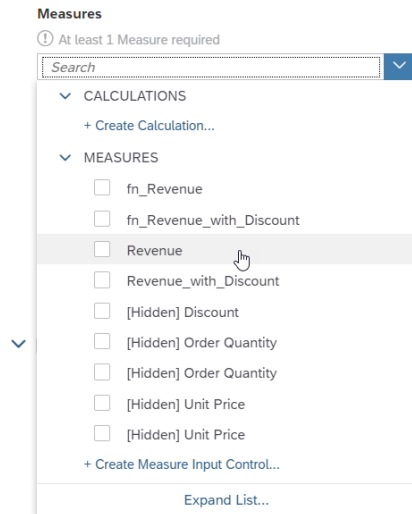 Measures
At least 1 Measure required
Search
CALCULATIONS
+ Create Calculation...
MEASURES
fn_Revenue
fn_Revenue_with_Discount
Revenue
Revenue_with_Discount
[Hidden] Discount
[Hidden] Order Quantity
[Hidden] Order Quantity
[Hidden] Unit Price
[Hidden] Unit Price
+ Create Measure Input Control...
Expand List...